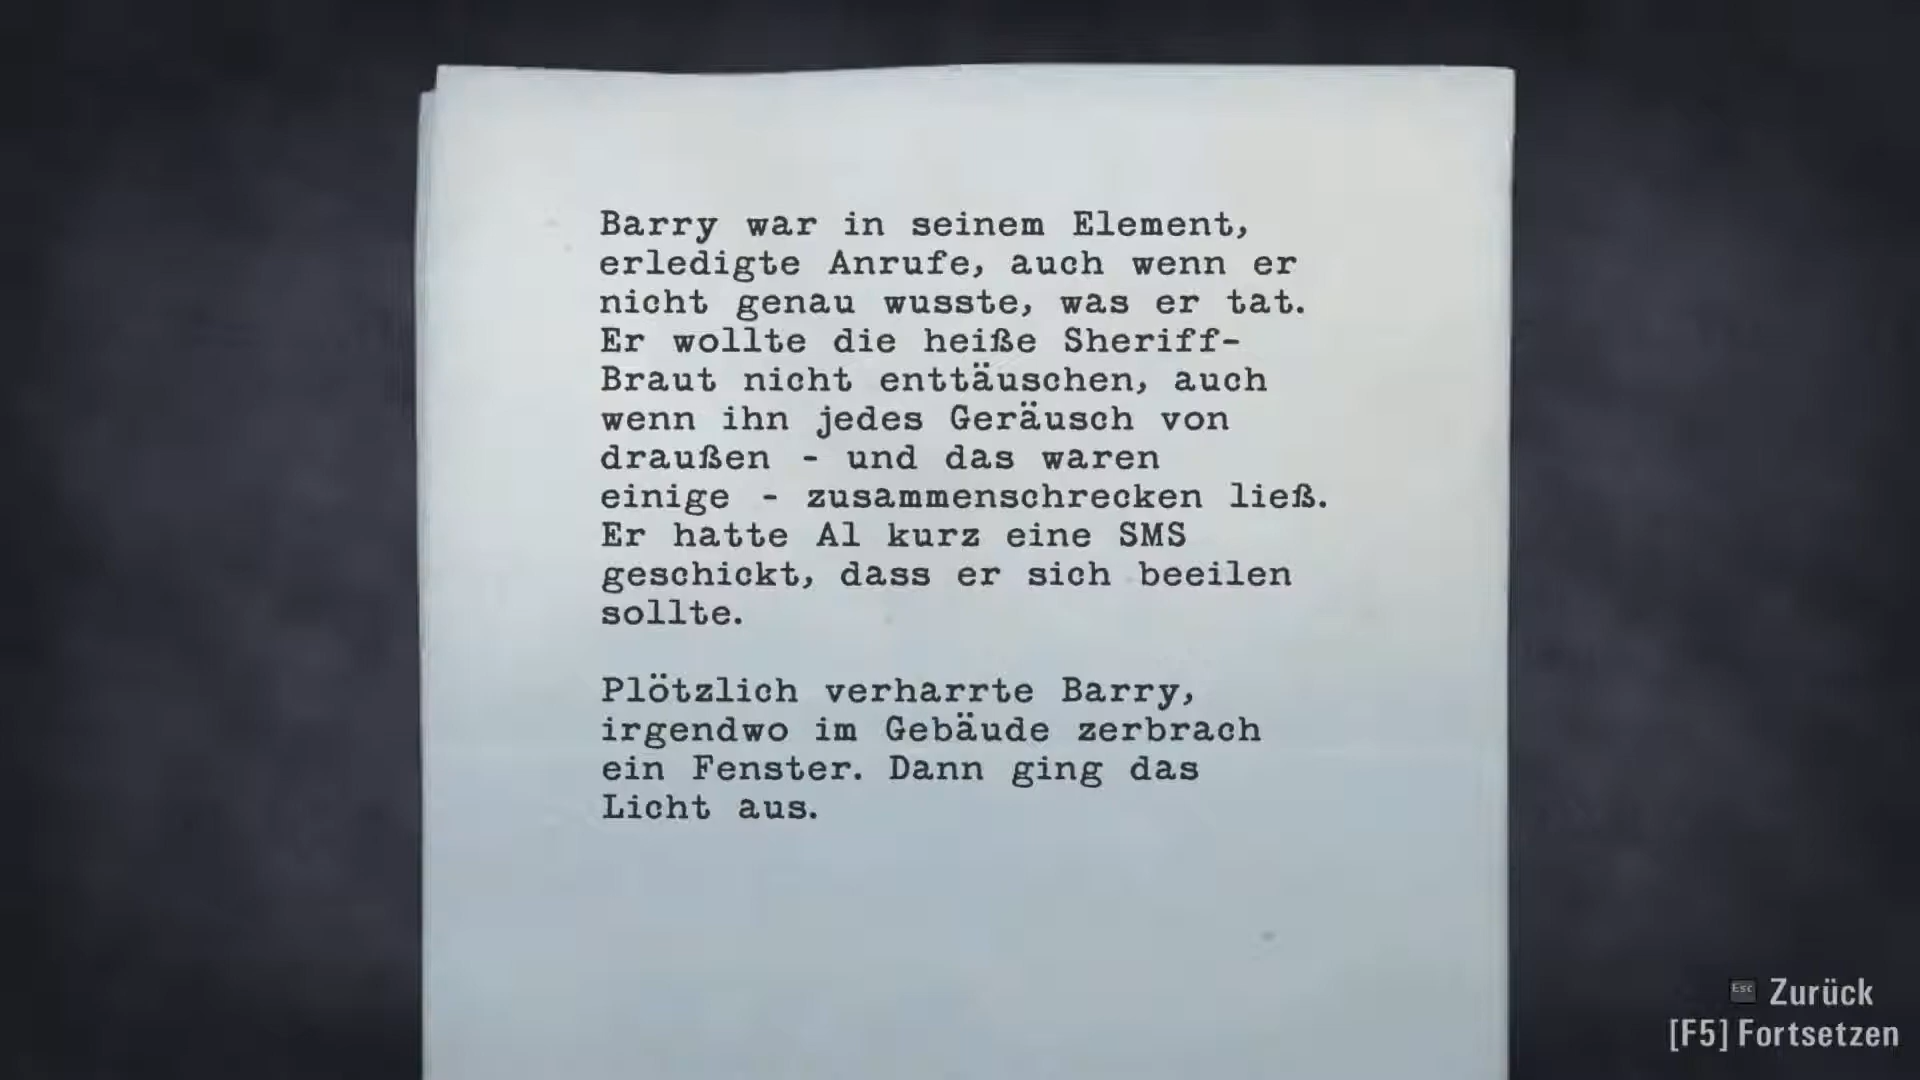 Barry war in seinem Element,
erledigte Anrufe, auch wenn er
nicht genau wusste, was er tat.
Er wollte die heiße Sheriff-
Braut nicht enttäuschen, auch
wenn ihn jedes Geräusch von
draußen - und das waren
einige - zusammenschrecken ließ.
Er hatte Al kurz eine SMS
geschickt, dass er sich beeilen
sollte.
Plötzlich verharrte Barry,
irgendwo im Gebäude zerbrach
ein Fenster. Dann ging das
Licht aus.
Esc Zurück
[F5] Fortsetzen